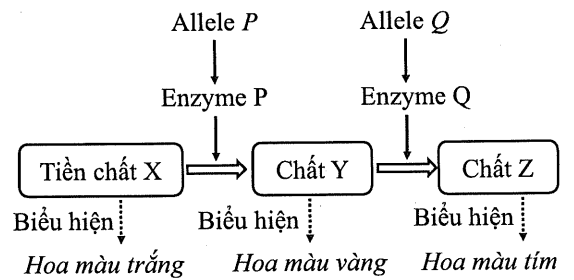 Allele P Allele Q
Enzyme P Enzyme Q
Tiền chất X Chất Y Chất Z
Biểu hiện Biểu hiện Biểu hiện
Hoa màu trắng Hoa màu vàng Hoa màu tím